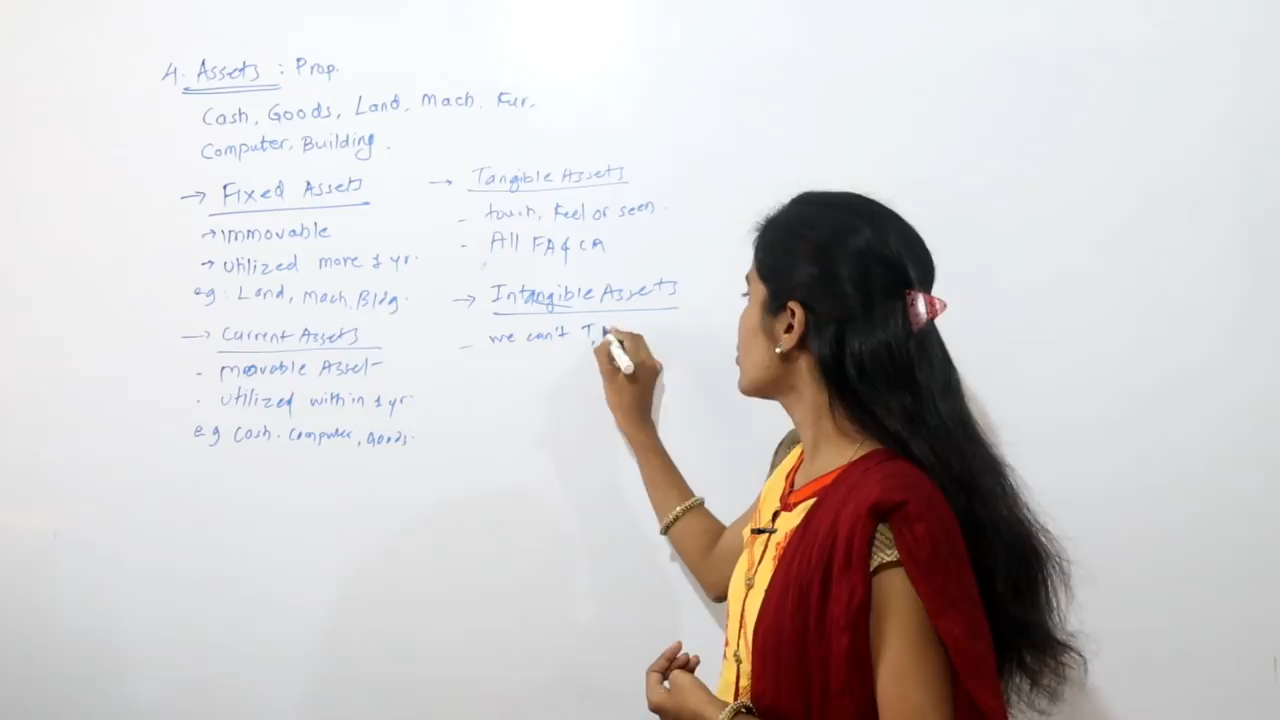 4. Assets : Prop.
Cash, Goods, Land, Mach. Fur.
Computer, Building.
→ Fixed Assets
→ Immovable
→ Utilized more 1 yr.
eg: Land, Mach. Bldg.
→ Current Assets
- movable Asset
- utilized within 1 yr.
eg Cash. Computer, Goods.
→ Tangible Assets
- touch, Feel or seen.
- All FA & CA
→ Intangible Assets
- we can't T